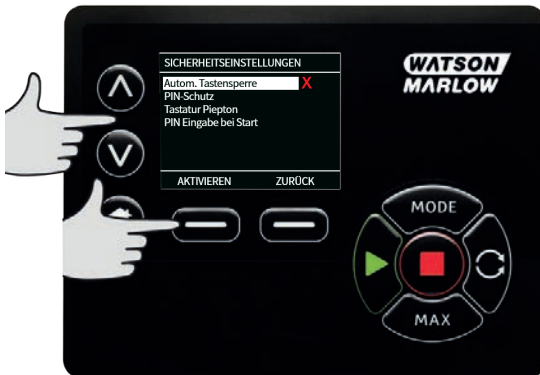 SICHERHEITSEINSTELLUNGEN
WATSON
MARLOW
Autom. Tastensperre X
PIN-Schutz
Tastatur Piepton
PIN Eingabe bei Start
AKTIVIEREN ZURÜCK
MODE
MAX